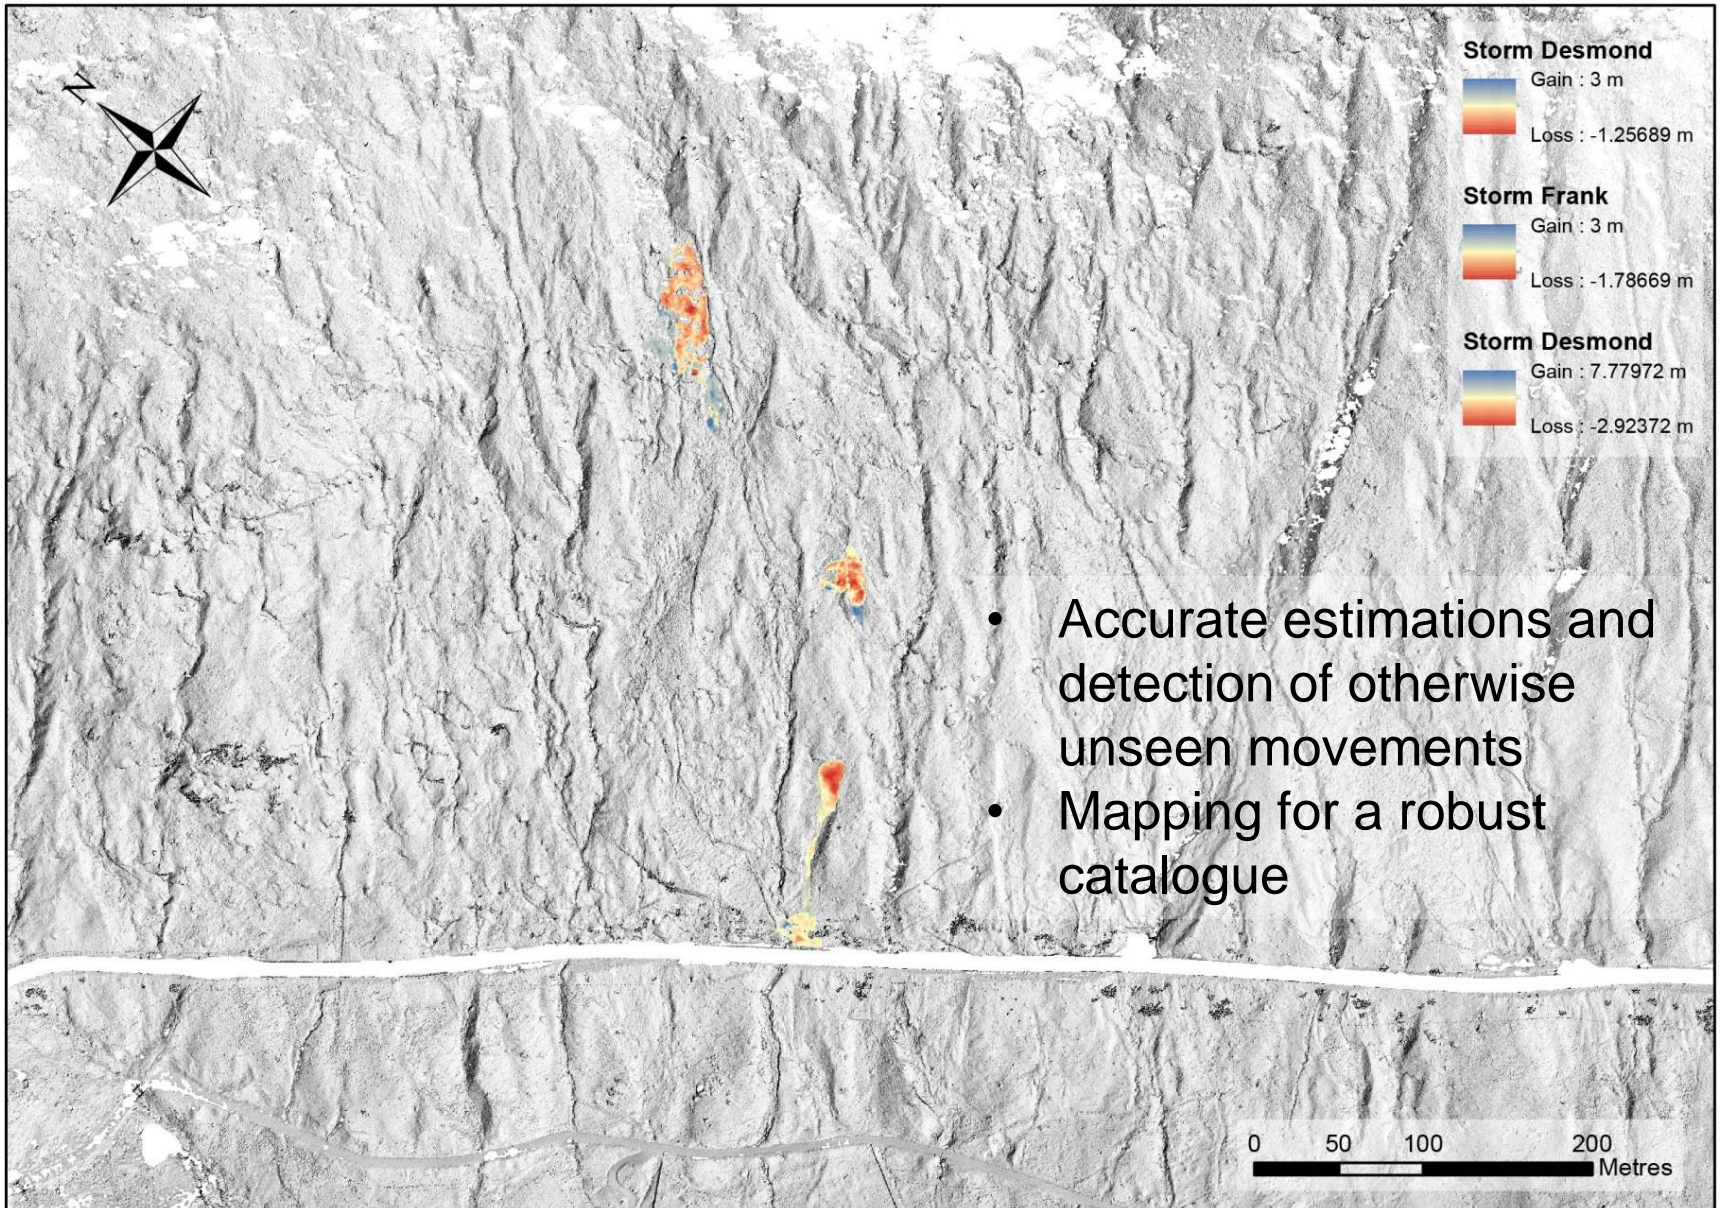 N
Storm Desmond
Gain : 3 m
Loss : -1.25689 m
Storm Frank
Gain : 3 m
Loss : -1.78669 m
Storm Desmond
Gain : 7.77972 m
Loss : -2.92372 m
• Accurate estimations and
detection of otherwise
unseen movements
• Mapping for a robust
catalogue
0 50 100 200
Metres